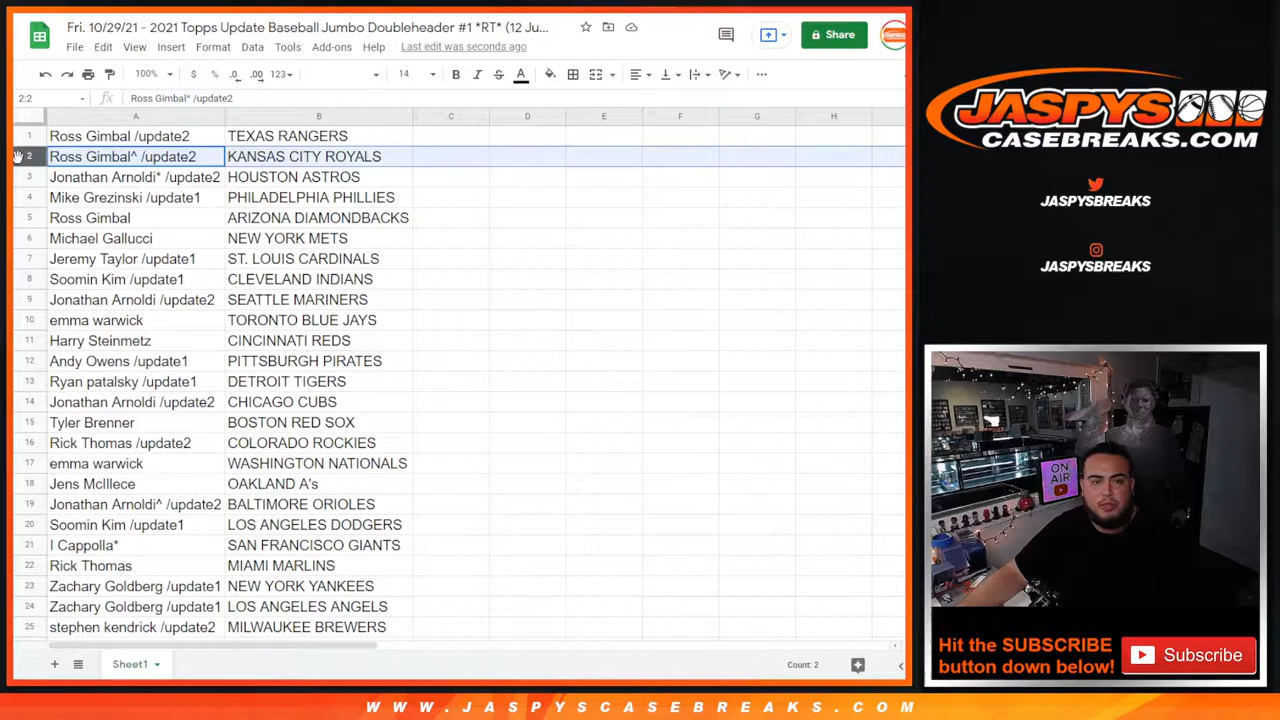 Fri. 10/29/21 - 2021 Topps Update Baseball Jumbo Doubleheader #1 *RT* (12 Ju...
File Edit View Insert Format Data Tools Add-ons Help Last edit was seconds ago
Share
100% $ % .0 .00 123 14 B I S A
2:2 fx Ross Gimbal^ /update2
A B C D E F G H
1 Ross Gimbal /update2 TEXAS RANGERS
2 Ross Gimbal^ /update2 KANSAS CITY ROYALS
3 Jonathan Arnoldi* /update2 HOUSTON ASTROS
4 Mike Grezinski /update1 PHILADELPHIA PHILLIES
5 Ross Gimbal ARIZONA DIAMONDBACKS
6 Michael Gallucci NEW YORK METS
7 Jeremy Taylor /update1 ST. LOUIS CARDINALS
8 Soomin Kim /update1 CLEVELAND INDIANS
9 Jonathan Arnoldi /update2 SEATTLE MARINERS
10 emma warwick TORONTO BLUE JAYS
11 Harry Steinmetz CINCINNATI REDS
12 Andy Owens /update1 PITTSBURGH PIRATES
13 Ryan patalsky /update1 DETROIT TIGERS
14 Jonathan Arnoldi /update2 CHICAGO CUBS
15 Tyler Brenner BOSTON RED SOX
16 Rick Thomas /update2 COLORADO ROCKIES
17 emma warwick WASHINGTON NATIONALS
18 Jens McIllece OAKLAND A's
19 Jonathan Arnoldi^ /update2 BALTIMORE ORIOLES
20 Soomin Kim /update1 LOS ANGELES DODGERS
21 I Cappolla* SAN FRANCISCO GIANTS
22 Rick Thomas MIAMI MARLINS
23 Zachary Goldberg /update1 NEW YORK YANKEES
24 Zachary Goldberg /update1 LOS ANGELES ANGELS
25 stephen kendrick /update2 MILWAUKEE BREWERS
Sheet1 Count: 2
JASPYS
CASEBREAKS.COM
JASPYSBREAKS
JASPYSBREAKS
ON
AIR
Hit the SUBSCRIBE
button down below!
Subscribe
WWW.JASPYSCASEBREAKS.COM